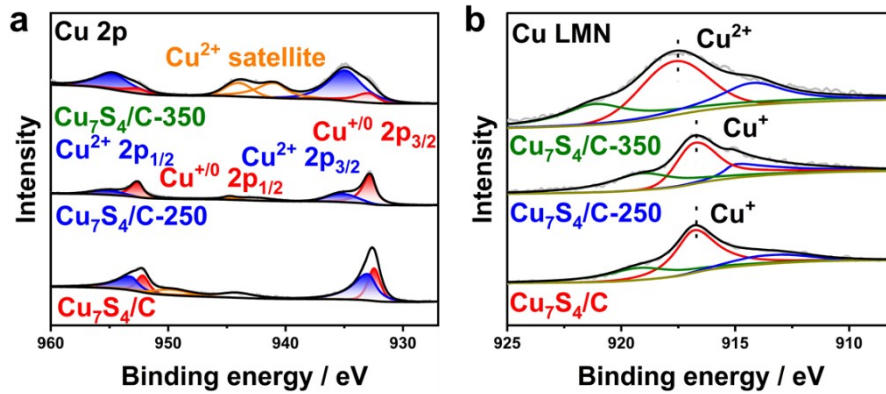 a
Cu 2p
Cu²⁺ satellite
Cu₇S₄/C-350
Cu²⁺ 2p₁/₂
Cu⁺/⁰ 2p₁/₂
Cu²⁺ 2p₃/₂
Cu⁺/⁰ 2p₃/₂
Cu₇S₄/C-250
Cu₇S₄/C
Intensity
960
950
940
930
Binding energy / eV
b
Cu LMN
Cu²⁺
Cu₇S₄/C-350
Cu⁺
Cu₇S₄/C-250
Cu⁺
Cu₇S₄/C
Intensity
925
920
915
910
Binding energy / eV